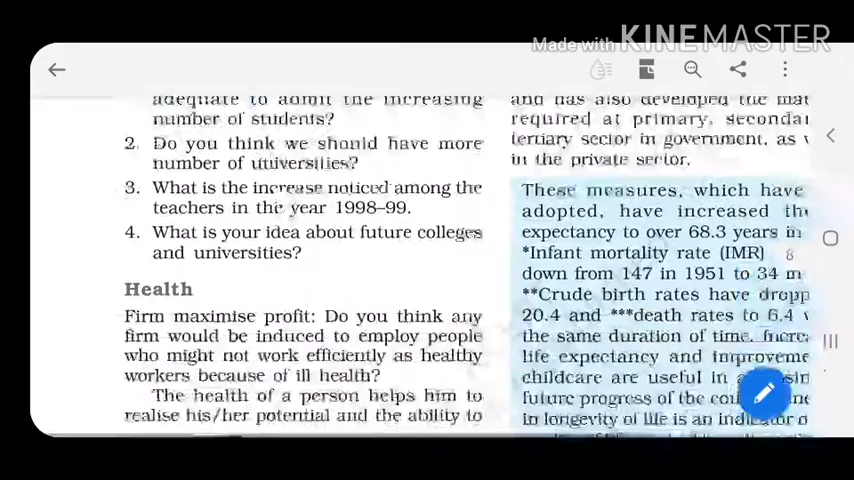 Made with KINEMASTER
adequate to admit the increasing
number of students?
2. Do you think we should have more
number of universities?
3. What is the increase noticed among the
teachers in the year 1998–99.
4. What is your idea about future colleges
and universities?
Health
Firm maximise profit: Do you think any
firm would be induced to employ people
who might not work efficiently as healthy
workers because of ill health?
The health of a person helps him to
realise his/her potential and the ability to
and has also developed the
required at primary,
tertiary sector in government, as
in the private sector.
These measures, which have
adopted, have increased
expectancy to over 68.3 years in
*Infant mortality rate (IMR)
down from 147 in 1951 to 34
**Crude birth rates have
20.4 and ***death rates to 6.4
the same duration of time.
life expectancy and
childcare are useful in
future progress of the
in longevity of life is an